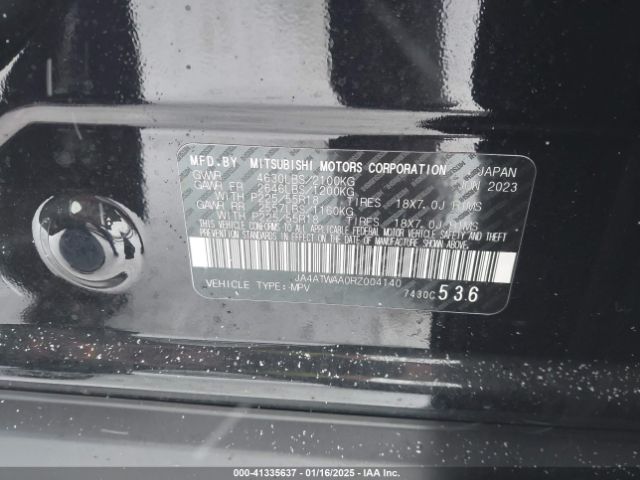 MFD.BY MITSUBISHI MOTORS CORPORATION JAPAN
GVWR 4630LBS/2100KG 2023
GAWR FR 2646LBS/1200KG
WITH P225/55R18 TIRES 18X7.0J RIMS
GAWR RR 1160KG
WITH P225/55R18 TIRES 18X7.0J RIMS
THIS VEHICLE CONFORMS TO ALL APPLICABLE FEDERAL MOTOR VEHICLE SAFETY AND THEFT
PREVENTION STANDARDS IN EFFECT ON THE DATE OF MANUFACTURE SHOWN ABOVE.
JA4ATWAA0RZ004140
VEHICLE TYPE:MPV 7430C 536
000-41335637 - 01/16/2025 - IAA Inc.